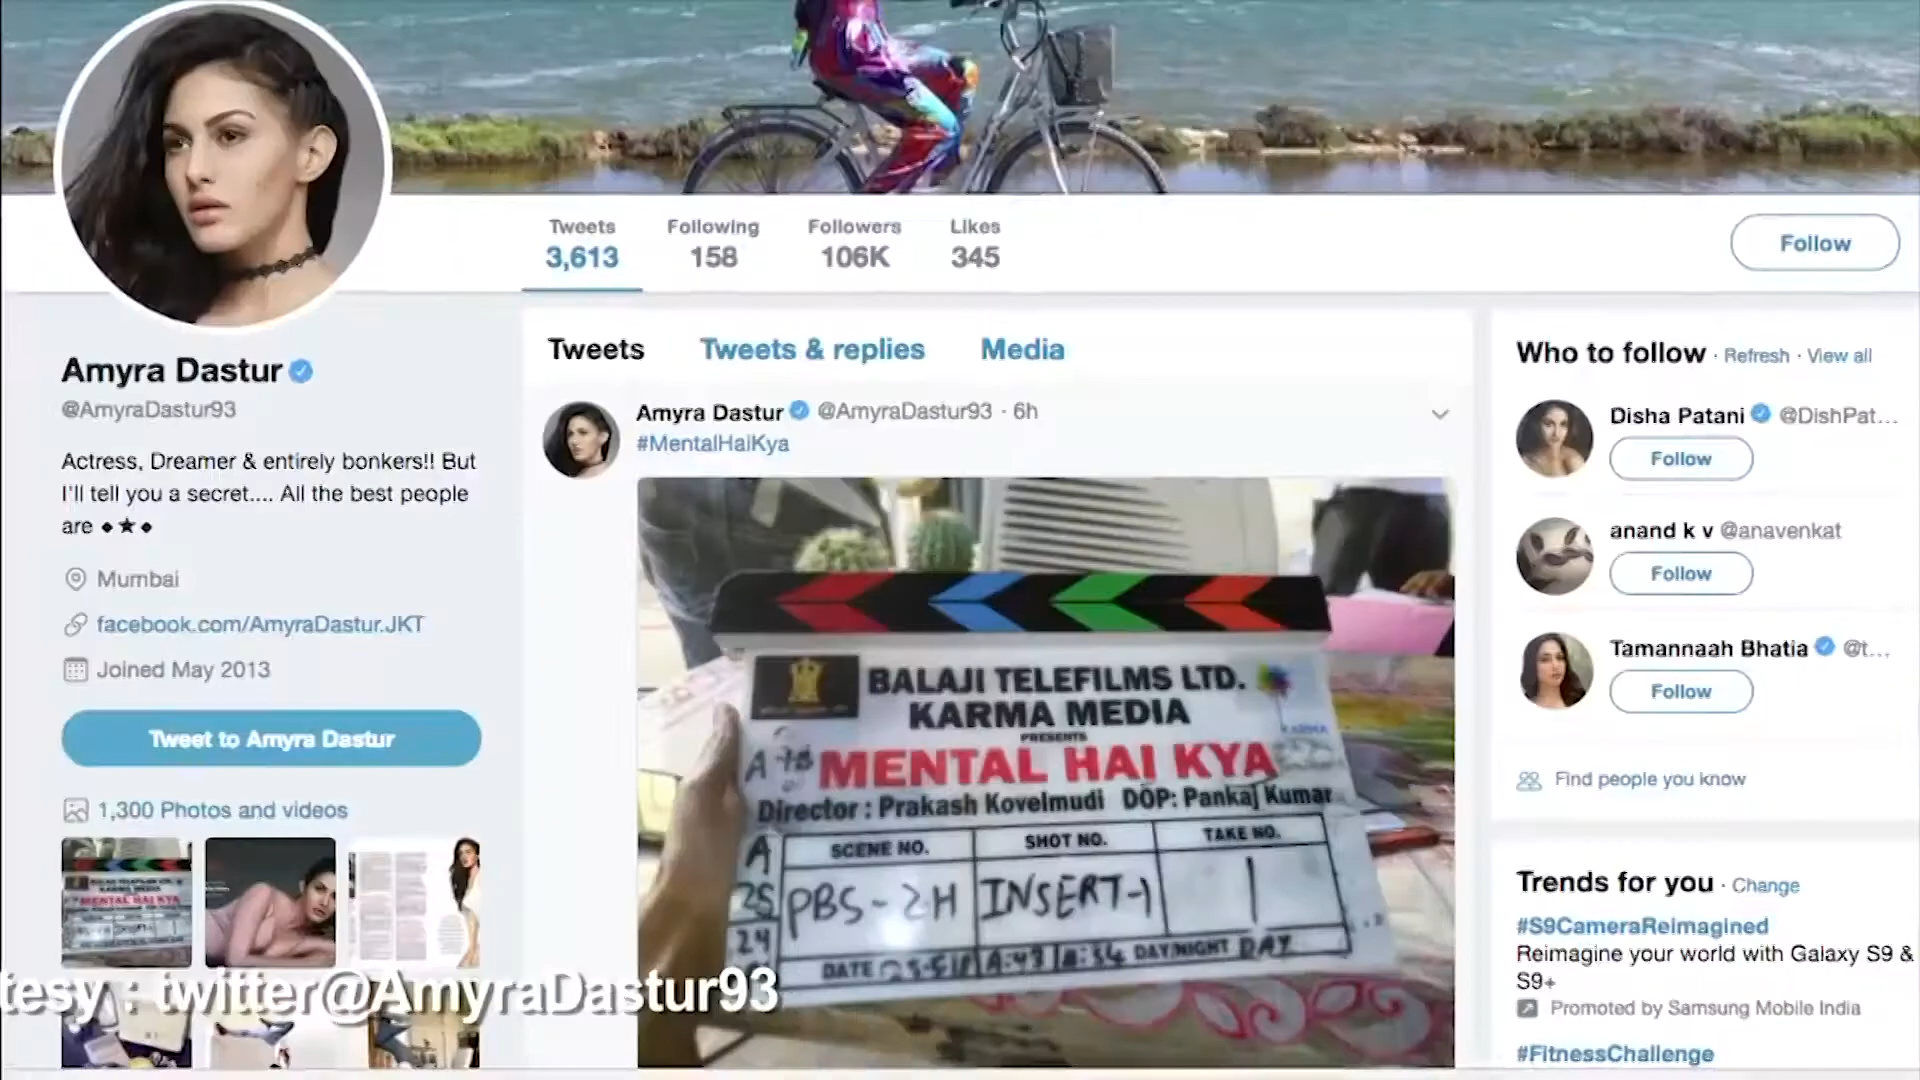 Tweets
3,613
Following
158
Followers
106K
Likes
345
Follow
Amyra Dastur
@AmyraDastur93
Actress, Dreamer & entirely bonkers!! But
I'll tell you a secret.... All the best people
are
Mumbai
facebook.com/AmyraDastur.JKT
Joined May 2013
Tweet to Amyra Dastur
1,300 Photos and videos
tesy : twitter@AmyraDastur93
Tweets Tweets & replies Media
Amyra Dastur @AmyraDastur93 · 6h
#MentalHaiKya
BALAJI TELEFILMS LTD.
KARMA MEDIA
PRESENTS
MENTAL HAI KYA
Director : Prakash Kovelmudi DOP: Pankaj Kumar
SCENE NO. SHOT NO. TAKE NO.
PBS-2H INSERT-1 1
DATE DAY/NIGHT DAY
Who to follow · Refresh · View all
Disha Patani @DishPat...
Follow
anand k v @anavenkat
Follow
Tamannaah Bhatia @t...
Follow
Find people you know
Trends for you · Change
#S9CameraReimagined
Reimagine your world with Galaxy S9 &
S9+
Promoted by Samsung Mobile India
#FitnessChallenge